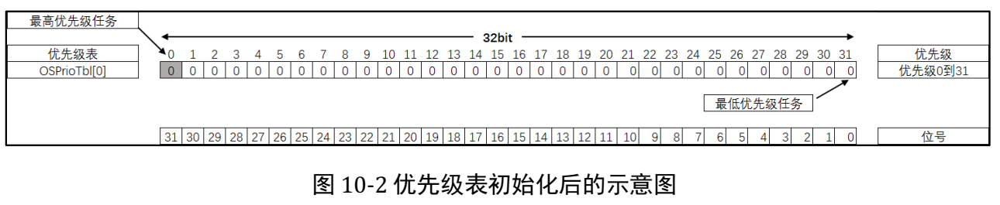 最高优先级任务
32bit
优先级表 0 1 2 3 4 5 6 7 8 9 10 11 12 13 14 15 16 17 18 19 20 21 22 23 24 25 26 27 28 29 30 31 优先级
OSPrioTbl[0] 0 0 0 0 0 0 0 0 0 0 0 0 0 0 0 0 0 0 0 0 0 0 0 0 0 0 0 0 0 0 0 0 优先级0到31
最低优先级任务
31 30 29 28 27 26 25 24 23 22 21 20 19 18 17 16 15 14 13 12 11 10 9 8 7 6 5 4 3 2 1 0 位号
图 10-2 优先级表初始化后的示意图